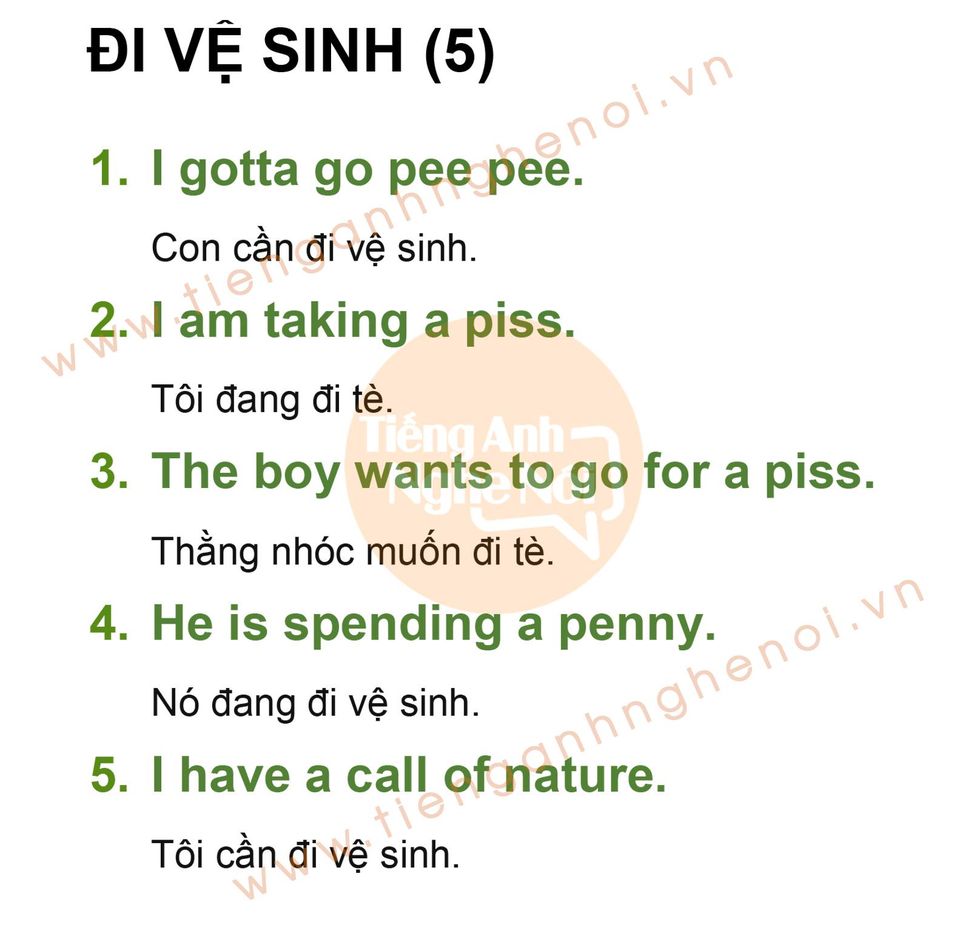 ĐI VỆ SINH (5)
1. I gotta go pee pee.
Con cần đi vệ sinh.
2. I am taking a piss.
Tôi đang đi tè.
3. The boy wants to go for a piss.
Thằng nhóc muốn đi tè.
4. He is spending a penny.
Nó đang đi vệ sinh.
5. I have a call of nature.
Tôi cần đi vệ sinh.
www.tienganhnghenoi.vn
Tiếng Anh
Nghe Nói
www.tienganhnghenoi.vn